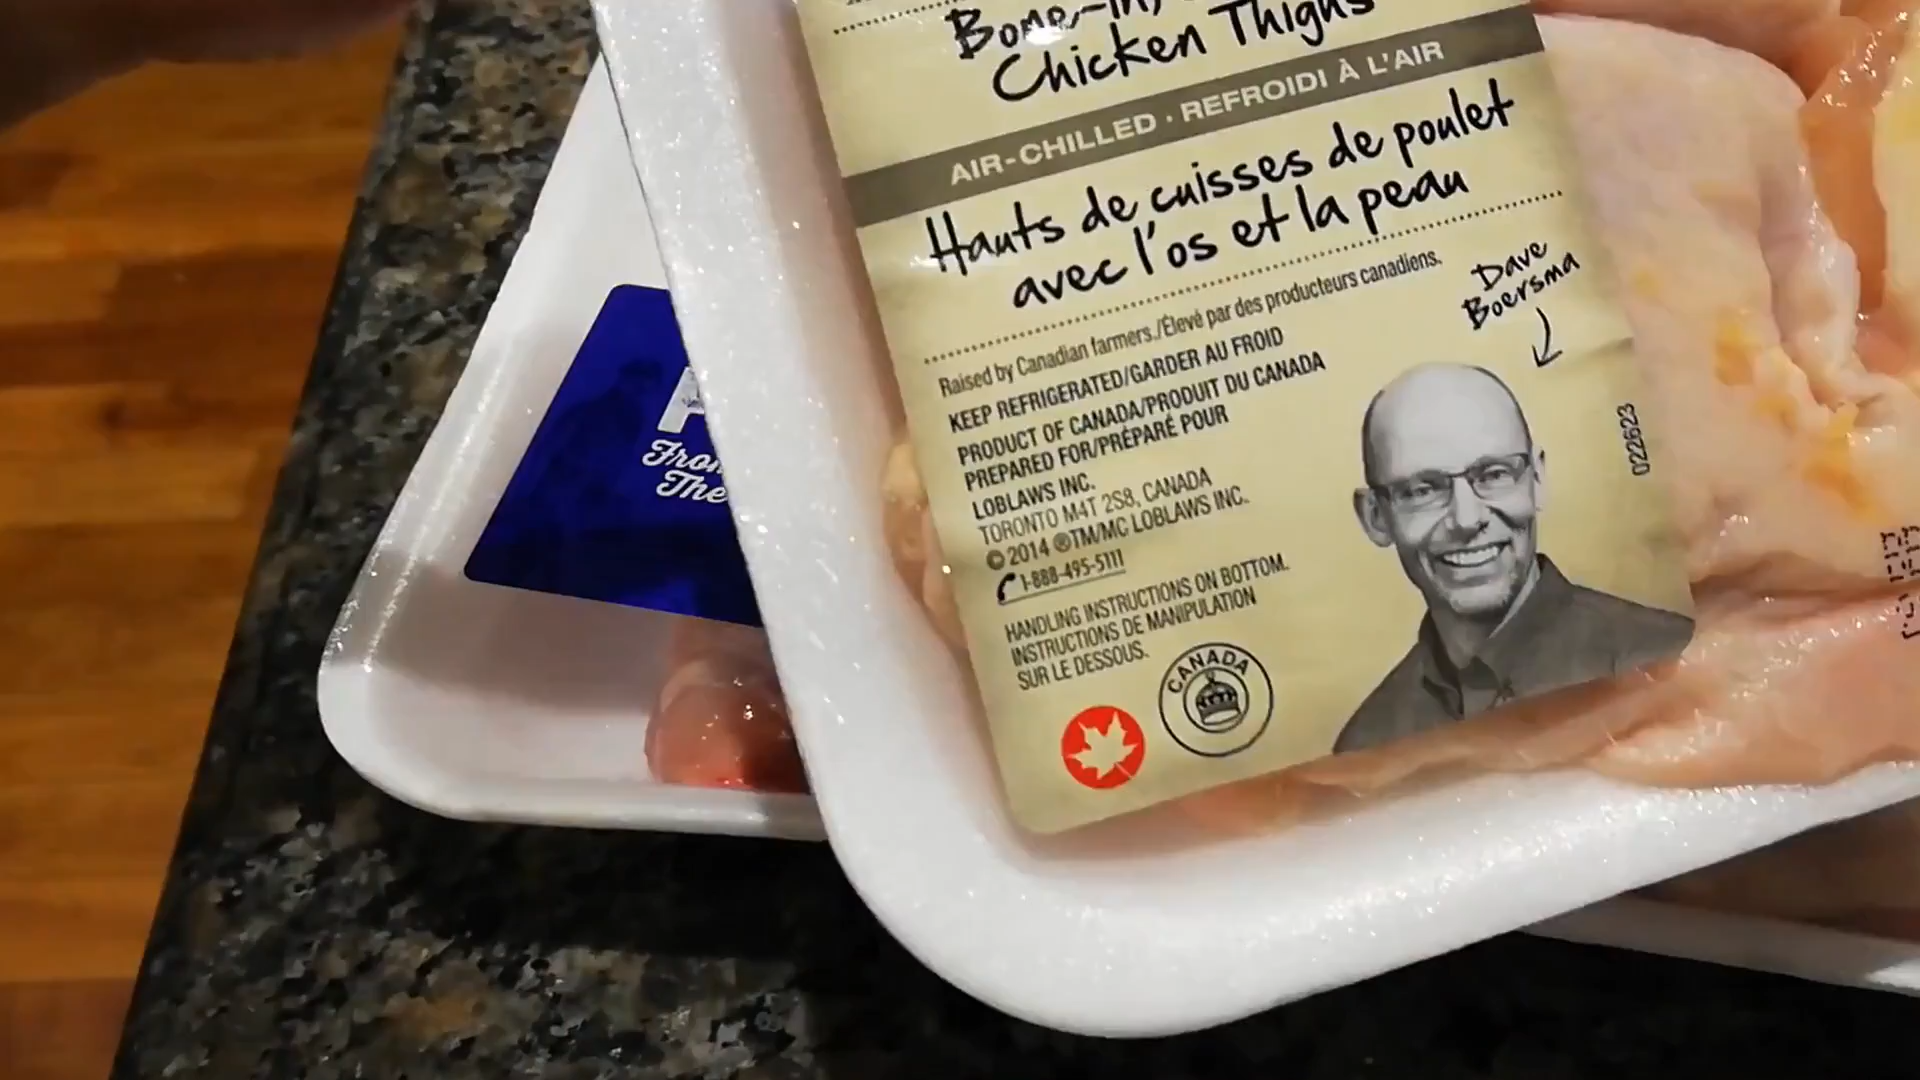 Bone-in,
Chicken Thighs
AIR-CHILLED · REFROIDI À L'AIR
Hauts de cuisses de poulet
avec l'os et la peau
Raised by Canadian farmers./Élevé par des producteurs canadiens.
KEEP REFRIGERATED/GARDER AU FROID
PRODUCT OF CANADA/PRODUIT DU CANADA
PREPARED FOR/PRÉPARÉ POUR
LOBLAWS INC.
TORONTO M4T 2S8, CANADA
© 2014 ®TM/MC LOBLAWS INC.
1-888-495-5111
HANDLING INSTRUCTIONS ON BOTTOM.
INSTRUCTIONS DE MANIPULATION
SUR LE DESSOUS.
CANADA
Dave
Boersma
022623
The